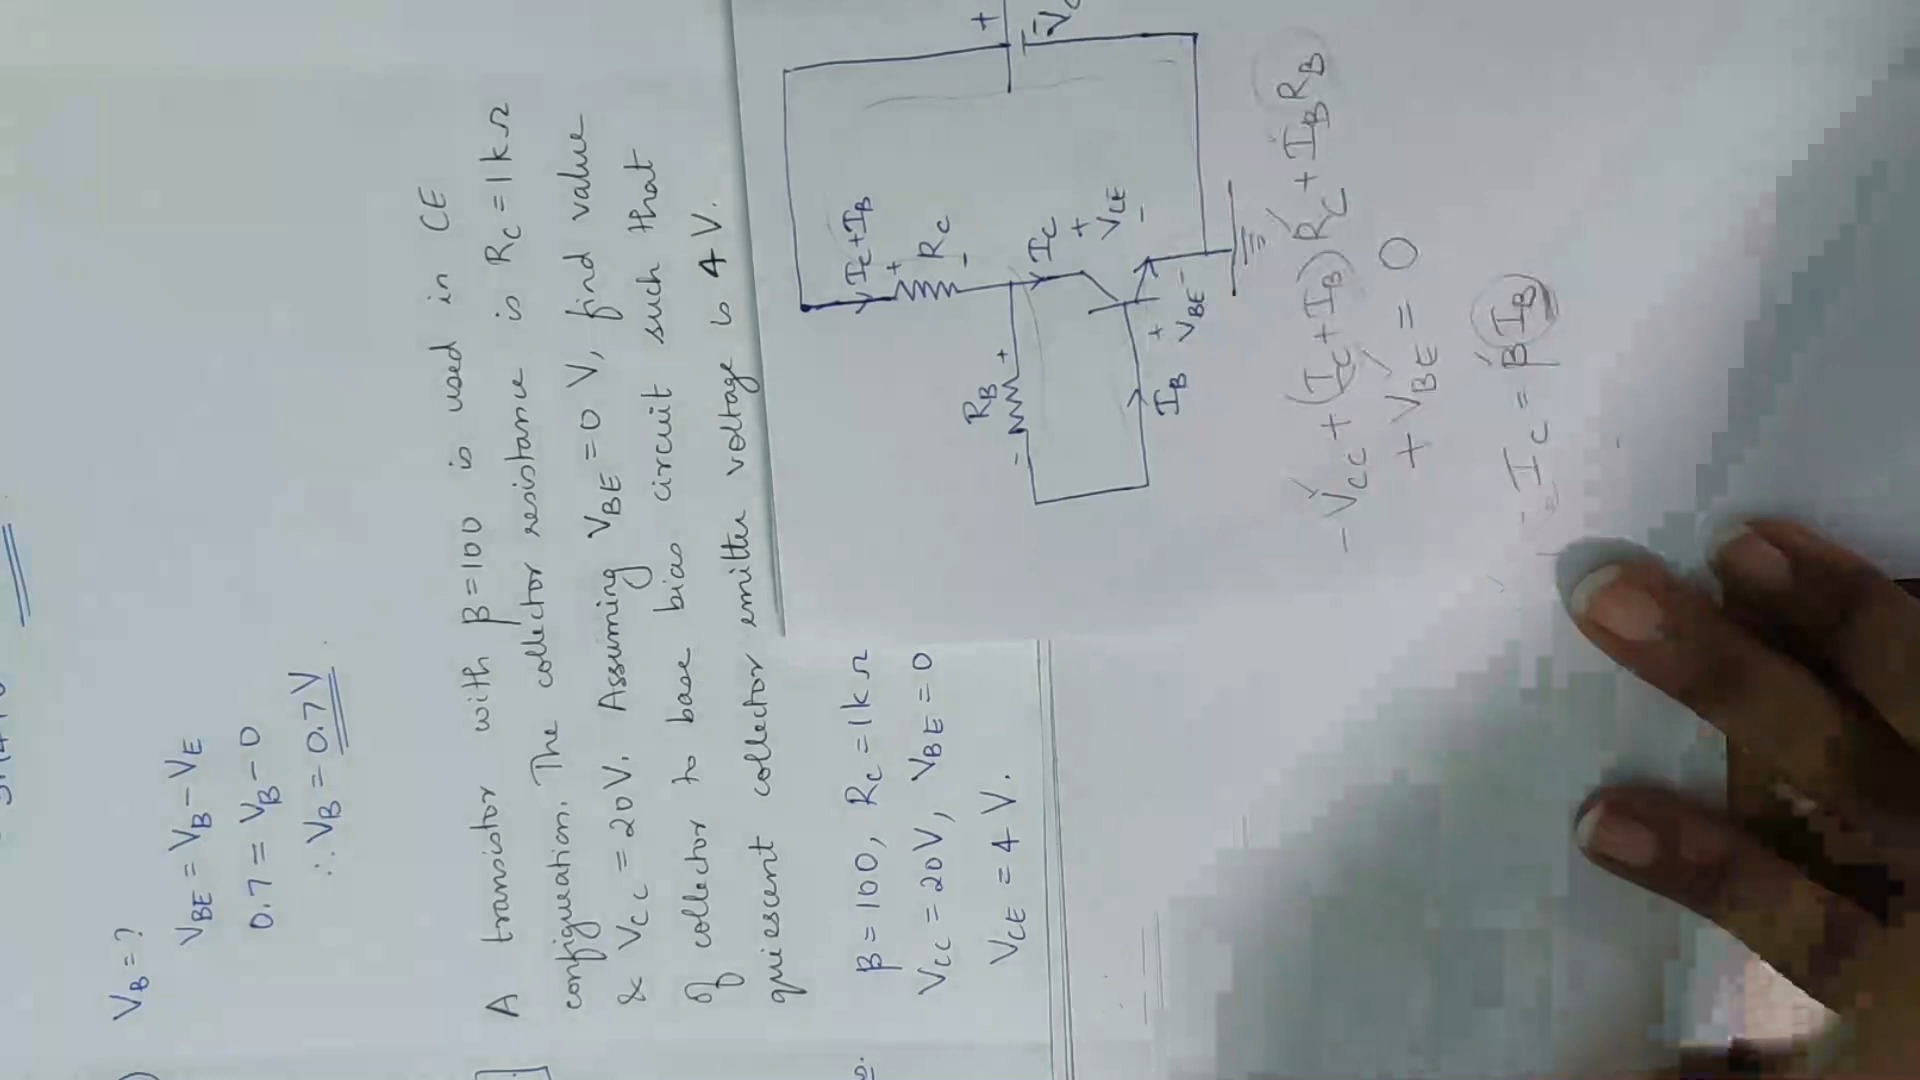 V_B = ?
V_BE = V_B - V_E
0.7 = V_B - 0
∴ V_B = 0.7 V
A transistor with β = 100 is used in CE
configuration. The collector resistance is R_C = 1 k Ω
& V_CC = 20 V. Assuming V_BE = 0 V, find value
of collector to base bias circuit such that
quiescent collector emitter voltage is 4 V.
β = 100, R_C = 1 k Ω
V_CC = 20 V, V_BE = 0
V_CE = 4 V.
+
-
I_C + I_B
+
R_C
-
R_B
- +
I_C
+
V_CE
-
I_B
+
V_BE
-
- V_CC + (I_C + I_B) R_C + I_B R_B
+ V_BE = 0
I_C = β I_B